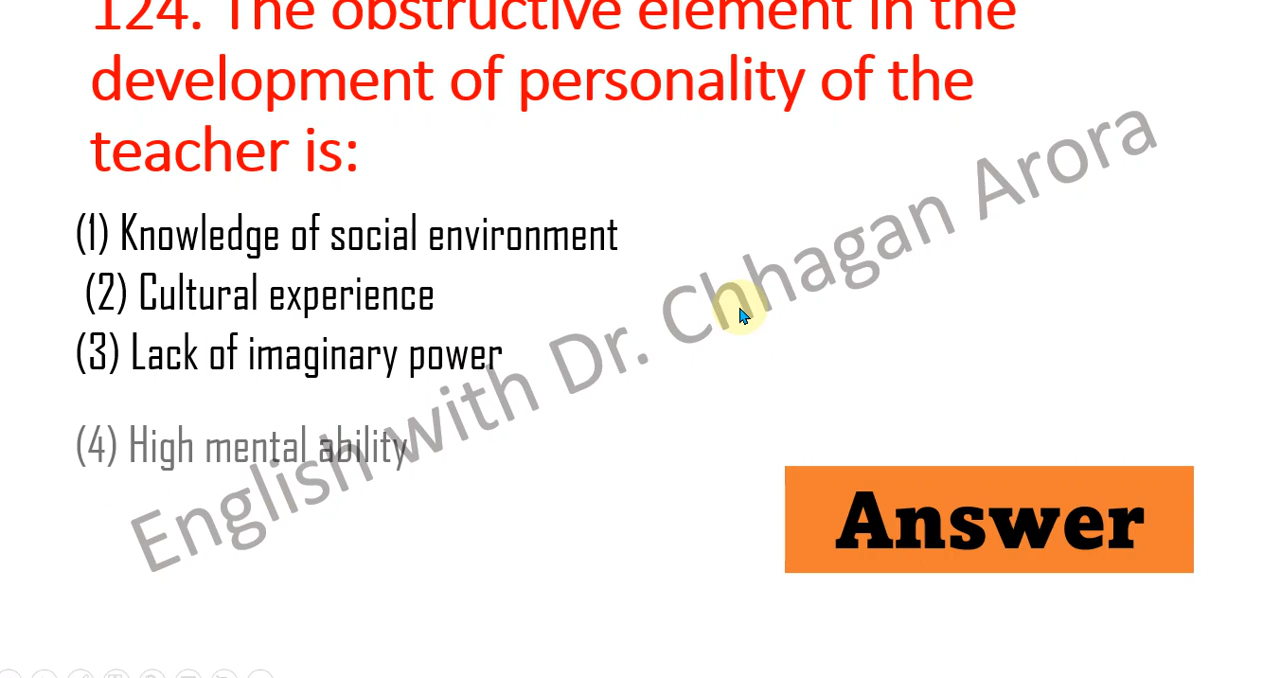 124. The obstructive element in the
development of personality of the
teacher is:
(1) Knowledge of social environment
(2) Cultural experience
(3) Lack of imaginary power
(4) High mental ability
English with Dr. Chhagan Arora
Answer